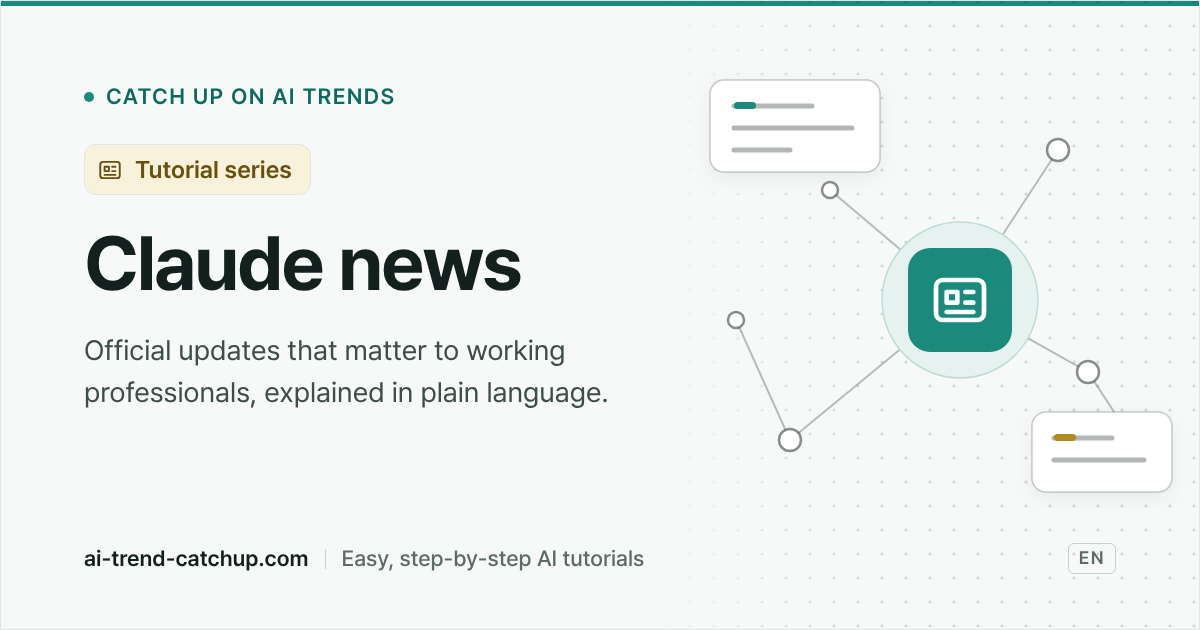 CATCH UP ON AI TRENDS
Tutorial series
Claude news
Official updates that matter to working
professionals, explained in plain language.
ai-trend-catchup.com
Easy, step-by-step AI tutorials
EN